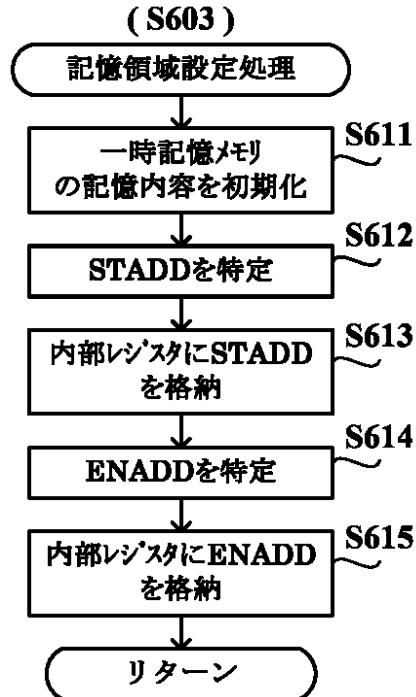 (S603)
記憶領域設定処理
S611
一時記憶メモリ
の記憶内容を初期化
S612
STADDを特定
S613
内部レジスタにSTADD
を格納
S614
ENADDを特定
S615
内部レジスタにENADD
を格納
リターン